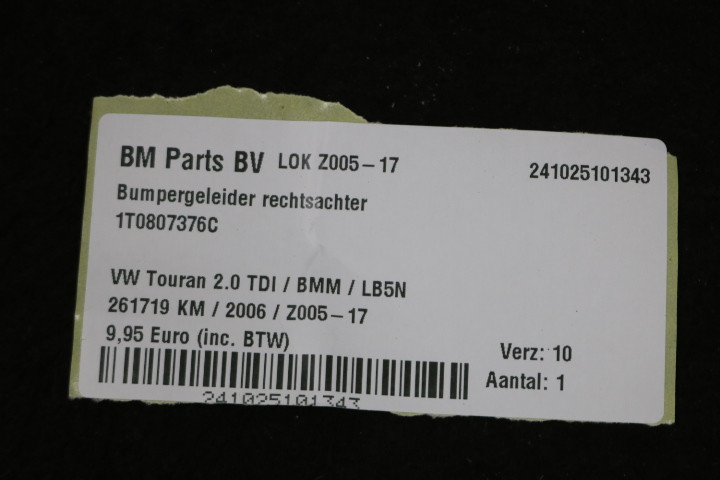 BM Parts BV LOK Z005-17 241025101343
Bumpergeleider rechtsachter
1T0807376C
VW Touran 2.0 TDI / BMM / LB5N
261719 KM / 2006 / Z005-17
9,95 Euro (inc. BTW)
Verz: 10
Aantal: 1
241025101343